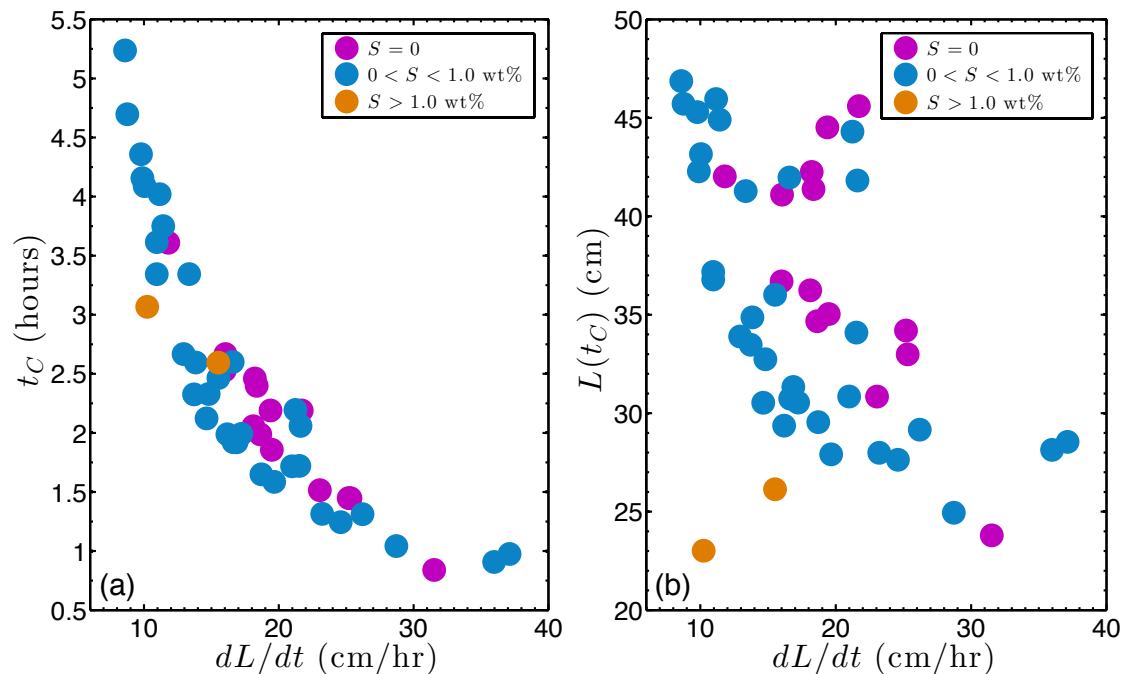 5.5
5
4.5
4
3.5
3
2.5
2
1.5
1
0.5
t_C (hours)
S = 0
0 < S < 1.0 wt%
S > 1.0 wt%
(a)
10 20 30 40
dL/dt (cm/hr)
50
45
40
35
30
25
20
L(t_C) (cm)
S = 0
0 < S < 1.0 wt%
S > 1.0 wt%
(b)
10 20 30 40
dL/dt (cm/hr)